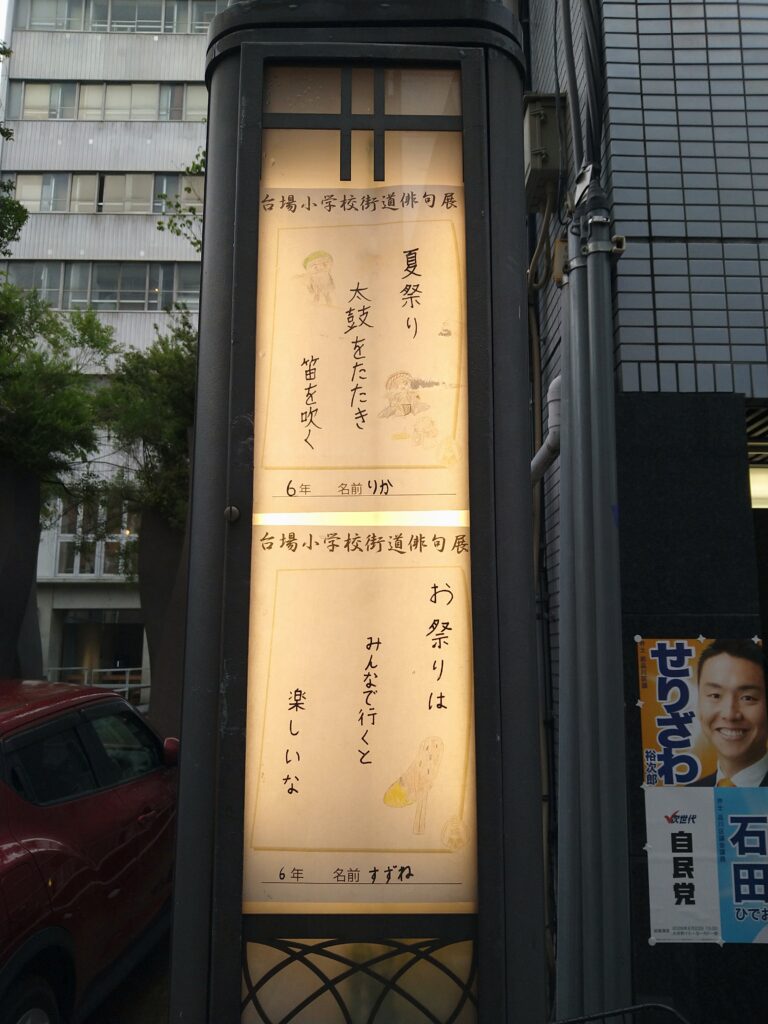 台場小学校街道俳句展
夏祭り
太鼓をたたき
笛を吹く
6年 名前 りか
台場小学校街道俳句展
お祭りは
みんなで行くと
楽しいな
6年 名前 すずね
せりざわ
裕次郎
次世代
自民党
石田
ひでお